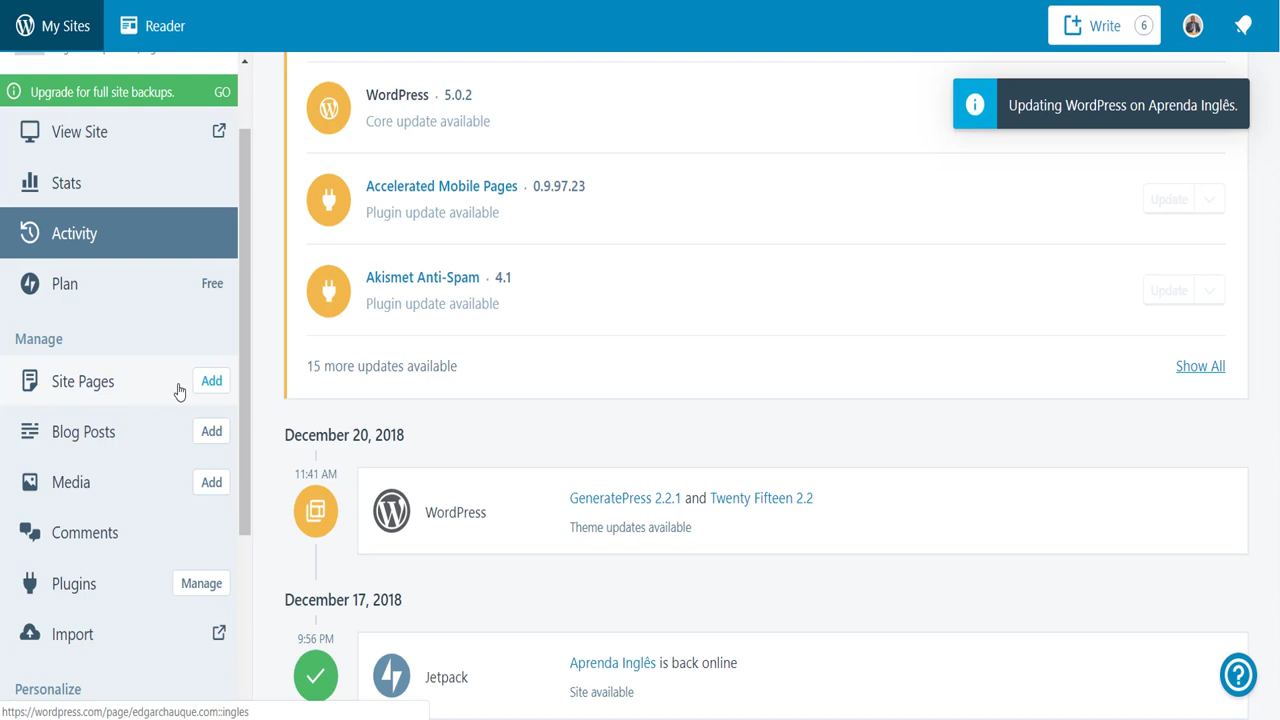 My Sites
Reader
Write 6
Upgrade for full site backups. GO
View Site
Stats
Activity
Plan Free
Manage
Site Pages Add
Blog Posts Add
Media Add
Comments
Plugins Manage
Import
Personalize
https://wordpress.com/page/edgarchauque.com::ingles
Updating WordPress on Aprenda Inglês.
WordPress · 5.0.2
Core update available
Accelerated Mobile Pages · 0.9.97.23
Plugin update available
Update
Akismet Anti-Spam · 4.1
Plugin update available
Update
15 more updates available Show All
December 20, 2018
11:41 AM
WordPress
GeneratePress 2.2.1 and Twenty Fifteen 2.2
Theme updates available
December 17, 2018
9:56 PM
Jetpack
Aprenda Inglês is back online
Site available